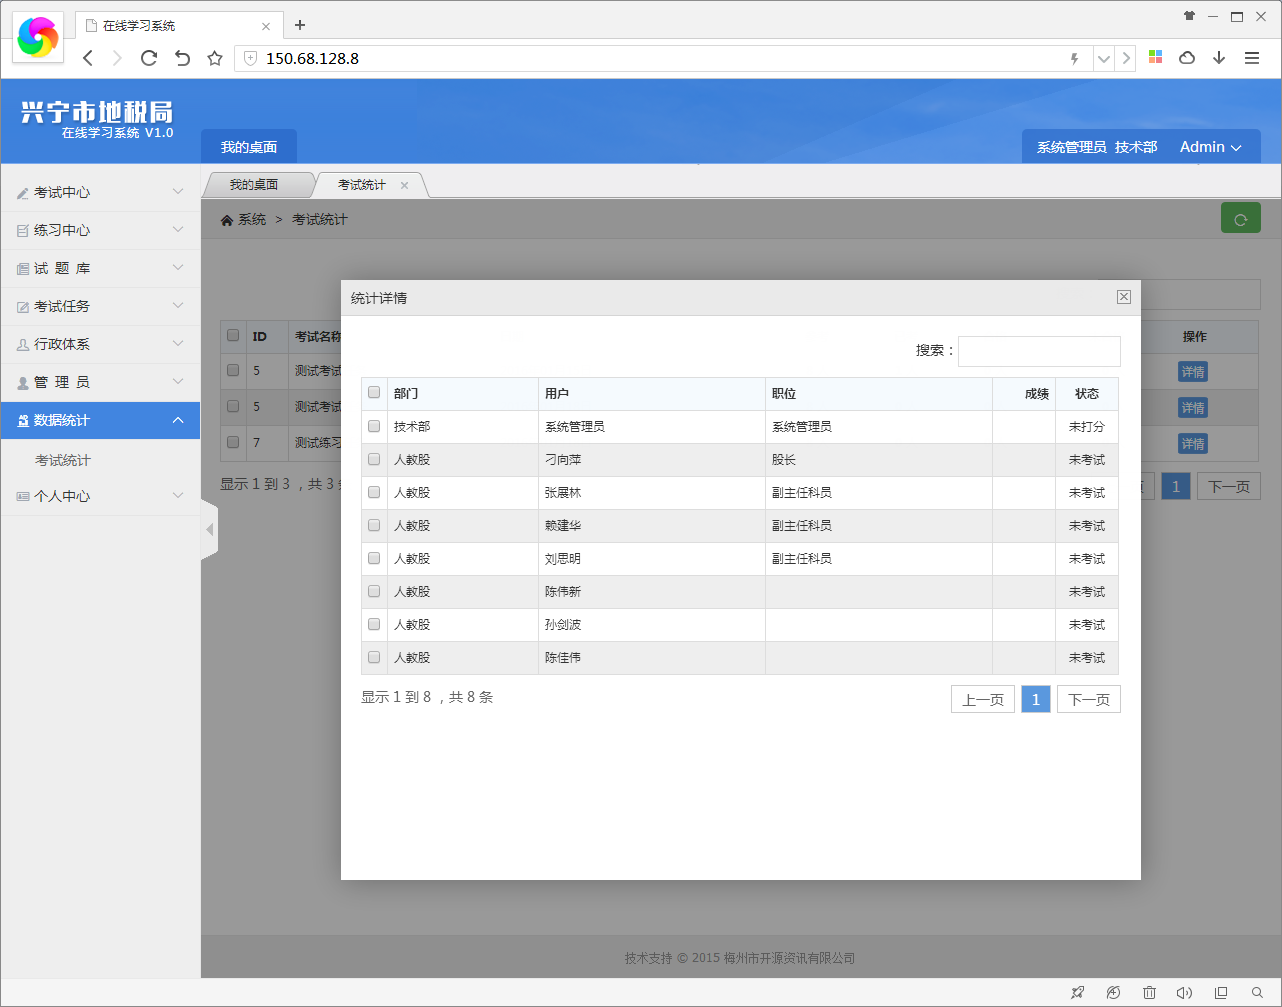 在线学习系统
150.68.128.8
兴宁市地税局
在线学习系统 V1.0
我的桌面
系统管理员 技术部 Admin
我的桌面 考试统计
考试中心
练习中心
试 题 库
考试任务
行政体系
管 理 员
数据统计
考试统计
个人中心
系统 > 考试统计
ID 考试名称 操作
5 测试考试 详情
5 测试考试 详情
7 测试练习 详情
显示 1 到 3 ，共 3
1 下一页
统计详情
搜索：
部门 用户 职位 成绩 状态
技术部 系统管理员 系统管理员 未打分
人教股 刁向萍 股长 未考试
人教股 张展林 副主任科员 未考试
人教股 赖建华 副主任科员 未考试
人教股 刘思明 副主任科员 未考试
人教股 陈伟新 未考试
人教股 孙剑波 未考试
人教股 陈佳伟 未考试
显示 1 到 8 ，共 8 条
上一页 1 下一页
技术支持 © 2015 梅州市开源资讯有限公司